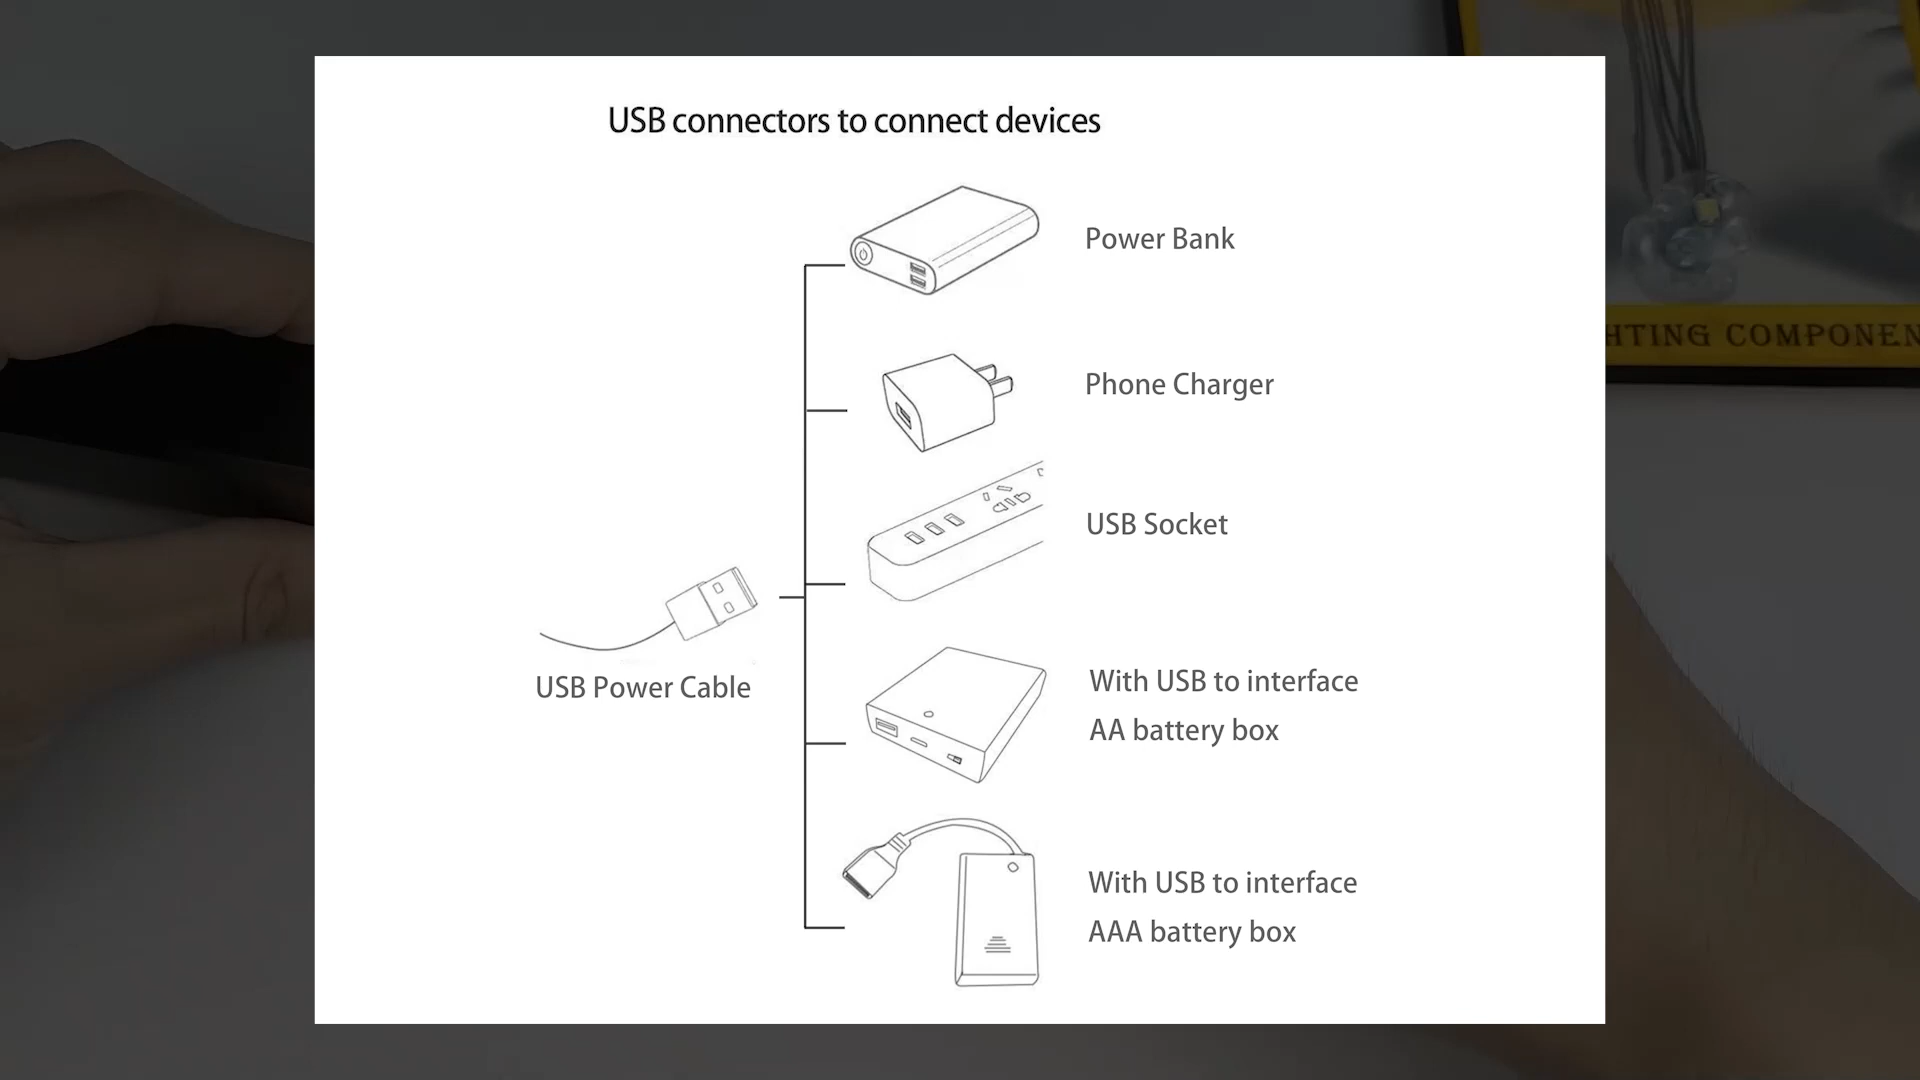 USB connectors to connect devices
Power Bank
Phone Charger
HTING COMPONEN
USB Socket
USB Power Cable
With USB to interface
AA battery box
With USB to interface
AAA battery box